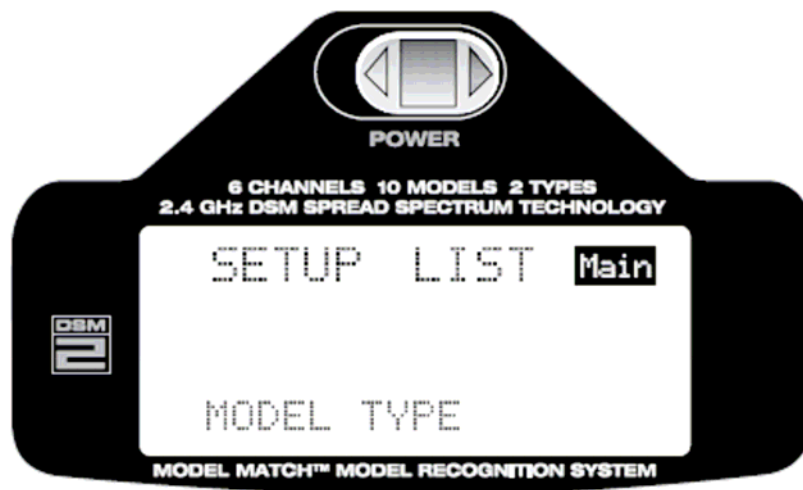 POWER
6 CHANNELS 10 MODELS 2 TYPES
2.4 GHz DSM SPREAD SPECTRUM TECHNOLOGY
SETUP LIST Main
DSM
2
MODEL TYPE
MODEL MATCH™ MODEL RECOGNITION SYSTEM